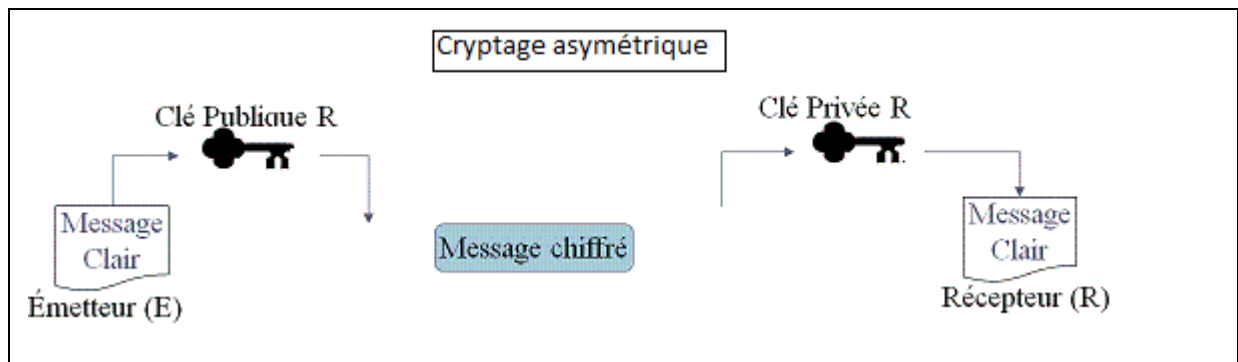 Cryptage asymétrique
Clé Publique R
Clé Privée R
Message
Clair
Émetteur (E)
Message chiffré
Message
Clair
Récepteur (R)